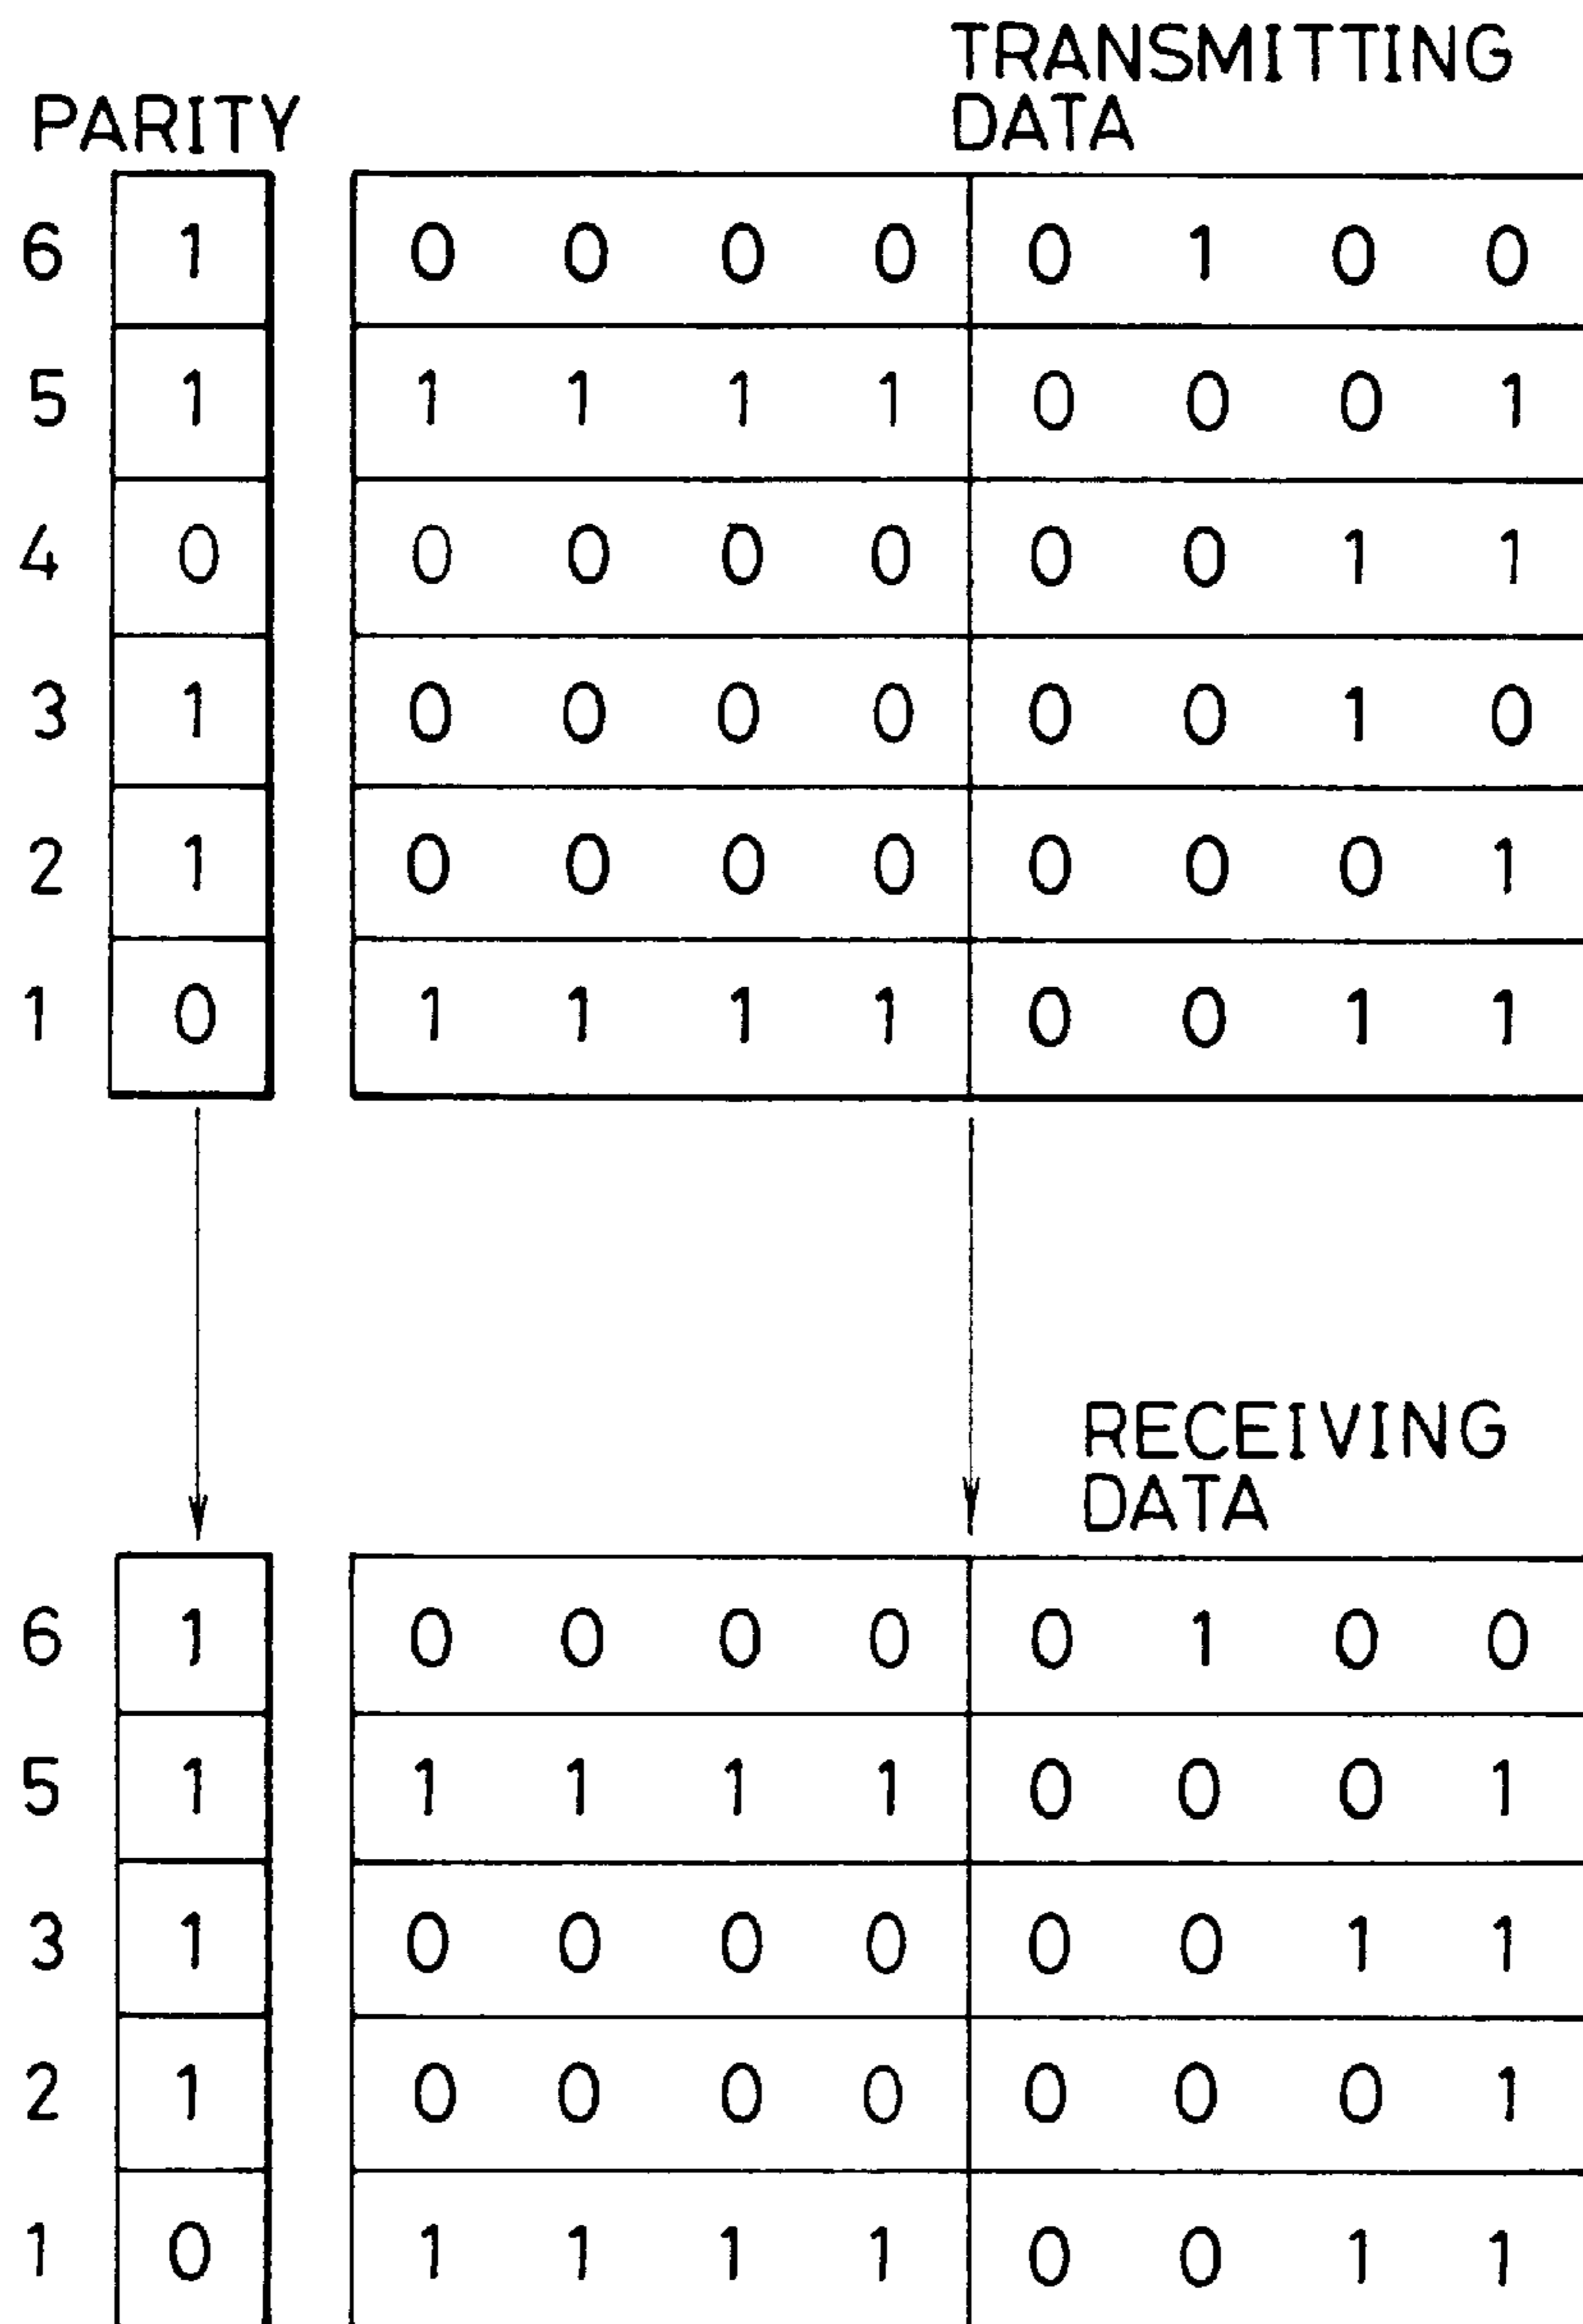 TRANSMITTING
DATA
PARITY
6 1 0 0 0 0 0 1 0 0
5 1 1 1 1 1 0 0 0 1
4 0 0 0 0 0 0 0 1 1
3 1 0 0 0 0 0 0 1 0
2 1 0 0 0 0 0 0 0 1
1 0 1 1 1 1 0 0 1 1
RECEIVING
DATA
6 1 0 0 0 0 0 1 0 0
5 1 1 1 1 1 0 0 0 1
3 1 0 0 0 0 0 0 1 1
2 1 0 0 0 0 0 0 0 1
1 0 1 1 1 1 0 0 1 1